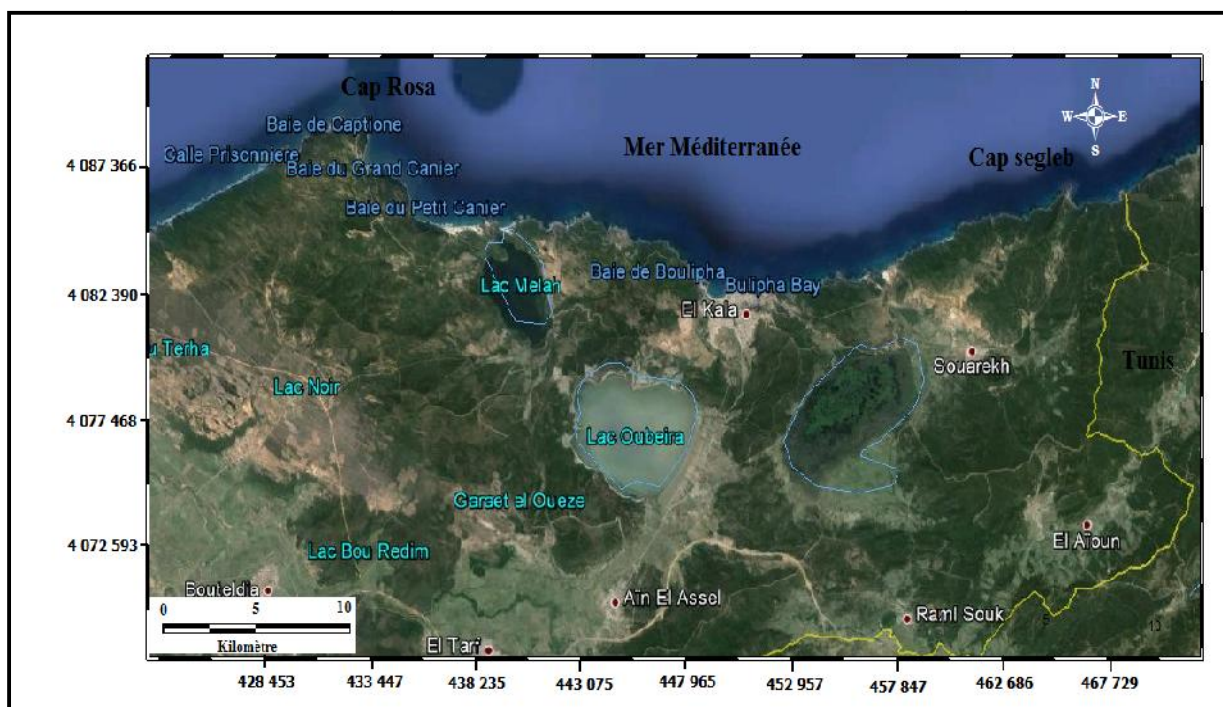 Cap Rosa
N
W E
S
Baie de Captione
Mer Méditerranée
Cap segleb
Calle Prisonniere
4 087 366
Baie du Grand Canier
Baie du Petit Canier
Baie de Boulipha
Lac Melah
Bulipha Bay
4 082 390
El Kala
u Terha
Tunis
Souarekh
Lac Noir
4 077 468
Lac Oubeira
Garaet el Oueze
El Aïoun
4 072 593
Lac Bou Redim
Bouteldja
Aïn El Assel
0 5 10
Raml Souk
5
10
Kilomètre
El Tarf
428 453 433 447 438 235 443 075 447 965 452 957 457 847 462 686 467 729